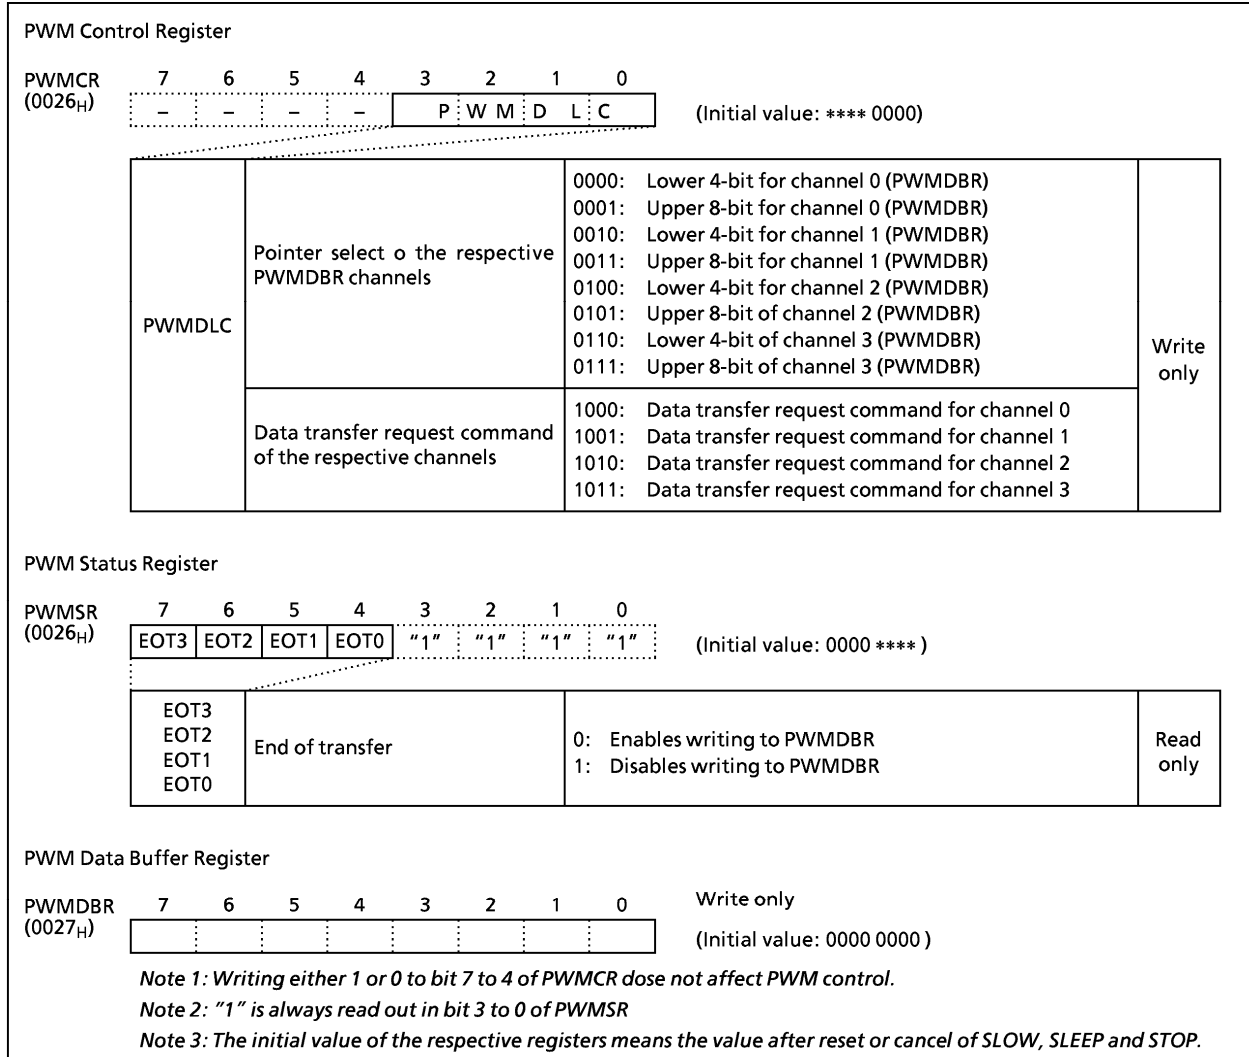 PWM Control Register
PWMCR
(0026H)
7 6 5 4 3 2 1 0
– – – – P W M D L C
(Initial value: **** 0000)
PWMDLC
Pointer select o the respective
PWMDBR channels
0000: Lower 4-bit for channel 0 (PWMDBR)
0001: Upper 8-bit for channel 0 (PWMDBR)
0010: Lower 4-bit for channel 1 (PWMDBR)
0011: Upper 8-bit for channel 1 (PWMDBR)
0100: Lower 4-bit for channel 2 (PWMDBR)
0101: Upper 8-bit of channel 2 (PWMDBR)
0110: Lower 4-bit of channel 3 (PWMDBR)
0111: Upper 8-bit of channel 3 (PWMDBR)
Data transfer request command
of the respective channels
1000: Data transfer request command for channel 0
1001: Data transfer request command for channel 1
1010: Data transfer request command for channel 2
1011: Data transfer request command for channel 3
Write
only
PWM Status Register
PWMSR
(0026H)
7 6 5 4 3 2 1 0
EOT3 EOT2 EOT1 EOT0 "1" "1" "1" "1"
(Initial value: 0000 **** )
EOT3
EOT2
EOT1
EOT0
End of transfer
0: Enables writing to PWMDBR
1: Disables writing to PWMDBR
Read
only
PWM Data Buffer Register
PWMDBR
(0027H)
7 6 5 4 3 2 1 0
Write only
(Initial value: 0000 0000 )
Note 1: Writing either 1 or 0 to bit 7 to 4 of PWMCR dose not affect PWM control.
Note 2: "1" is always read out in bit 3 to 0 of PWMSR
Note 3: The initial value of the respective registers means the value after reset or cancel of SLOW, SLEEP and STOP.